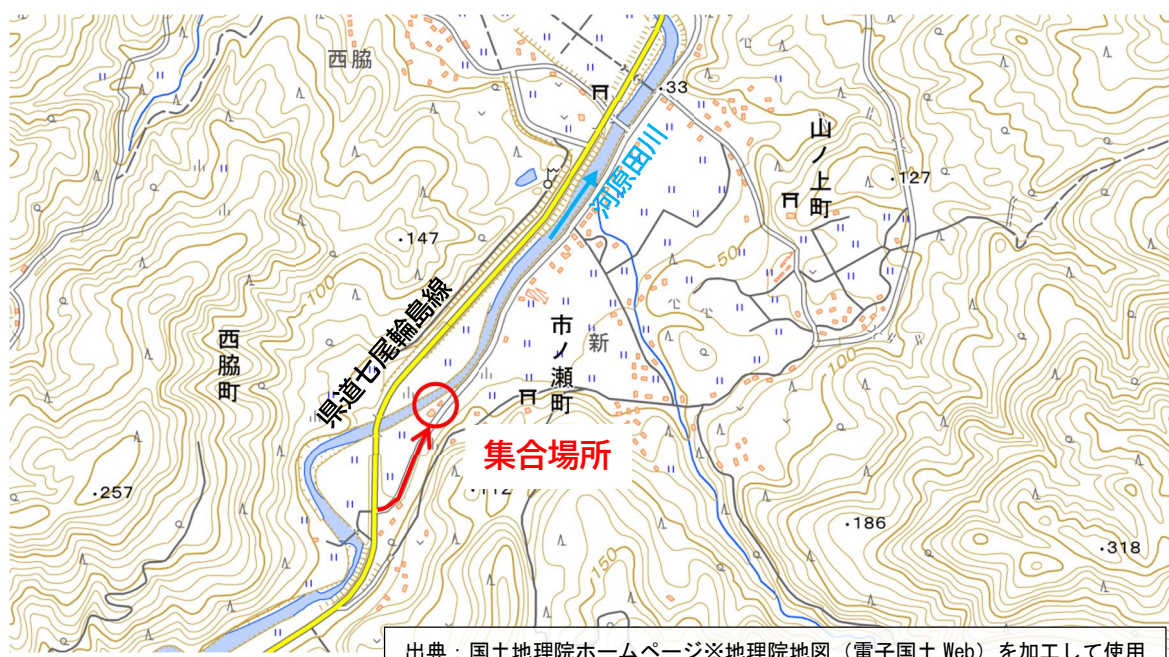 西脇
・33
山ノ上町
河原田川
・127
・147
50
100
県道七尾輪島線
西脇町
市ノ瀬町
新
100
集合場所
・257
・112
150
・186
・318
出典：国土地理院ホームページ※地理院地図（電子国土 Web）を加工して使用